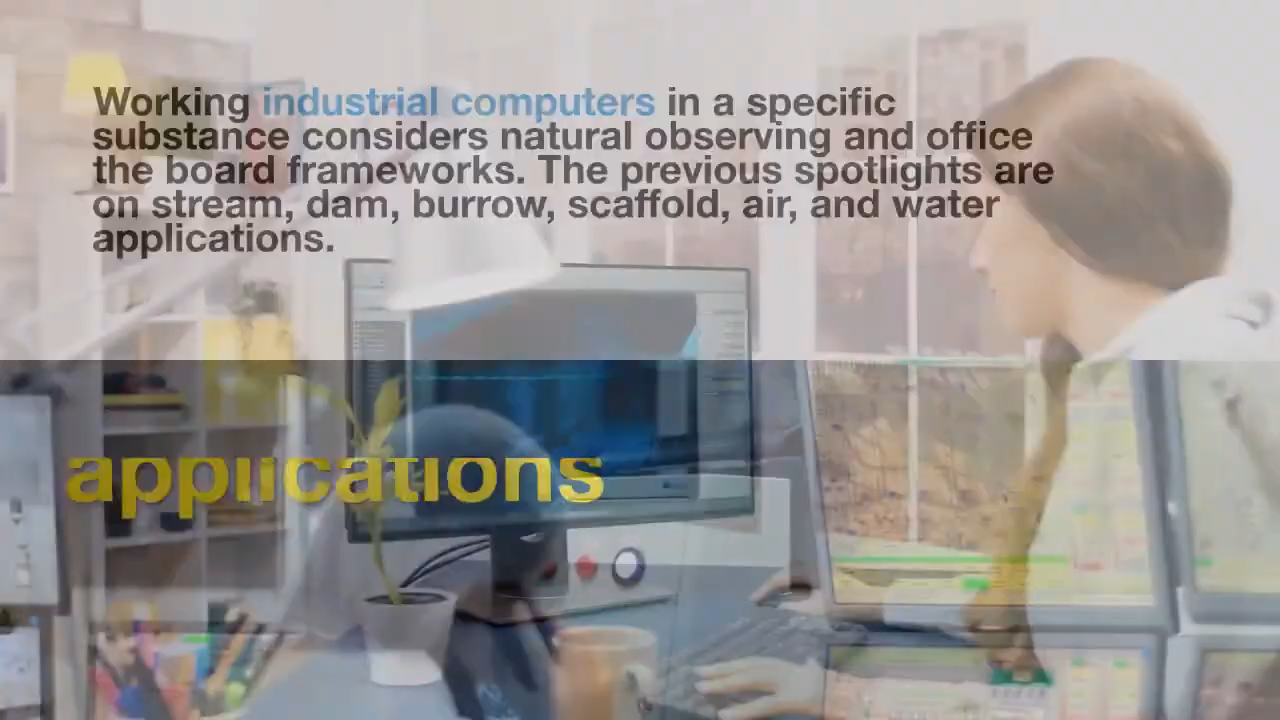 Working industrial computers in a specific
substance considers natural observing and office
the board frameworks. The previous spotlights are
on stream, dam, burrow, scaffold, air, and water
applications.
applications